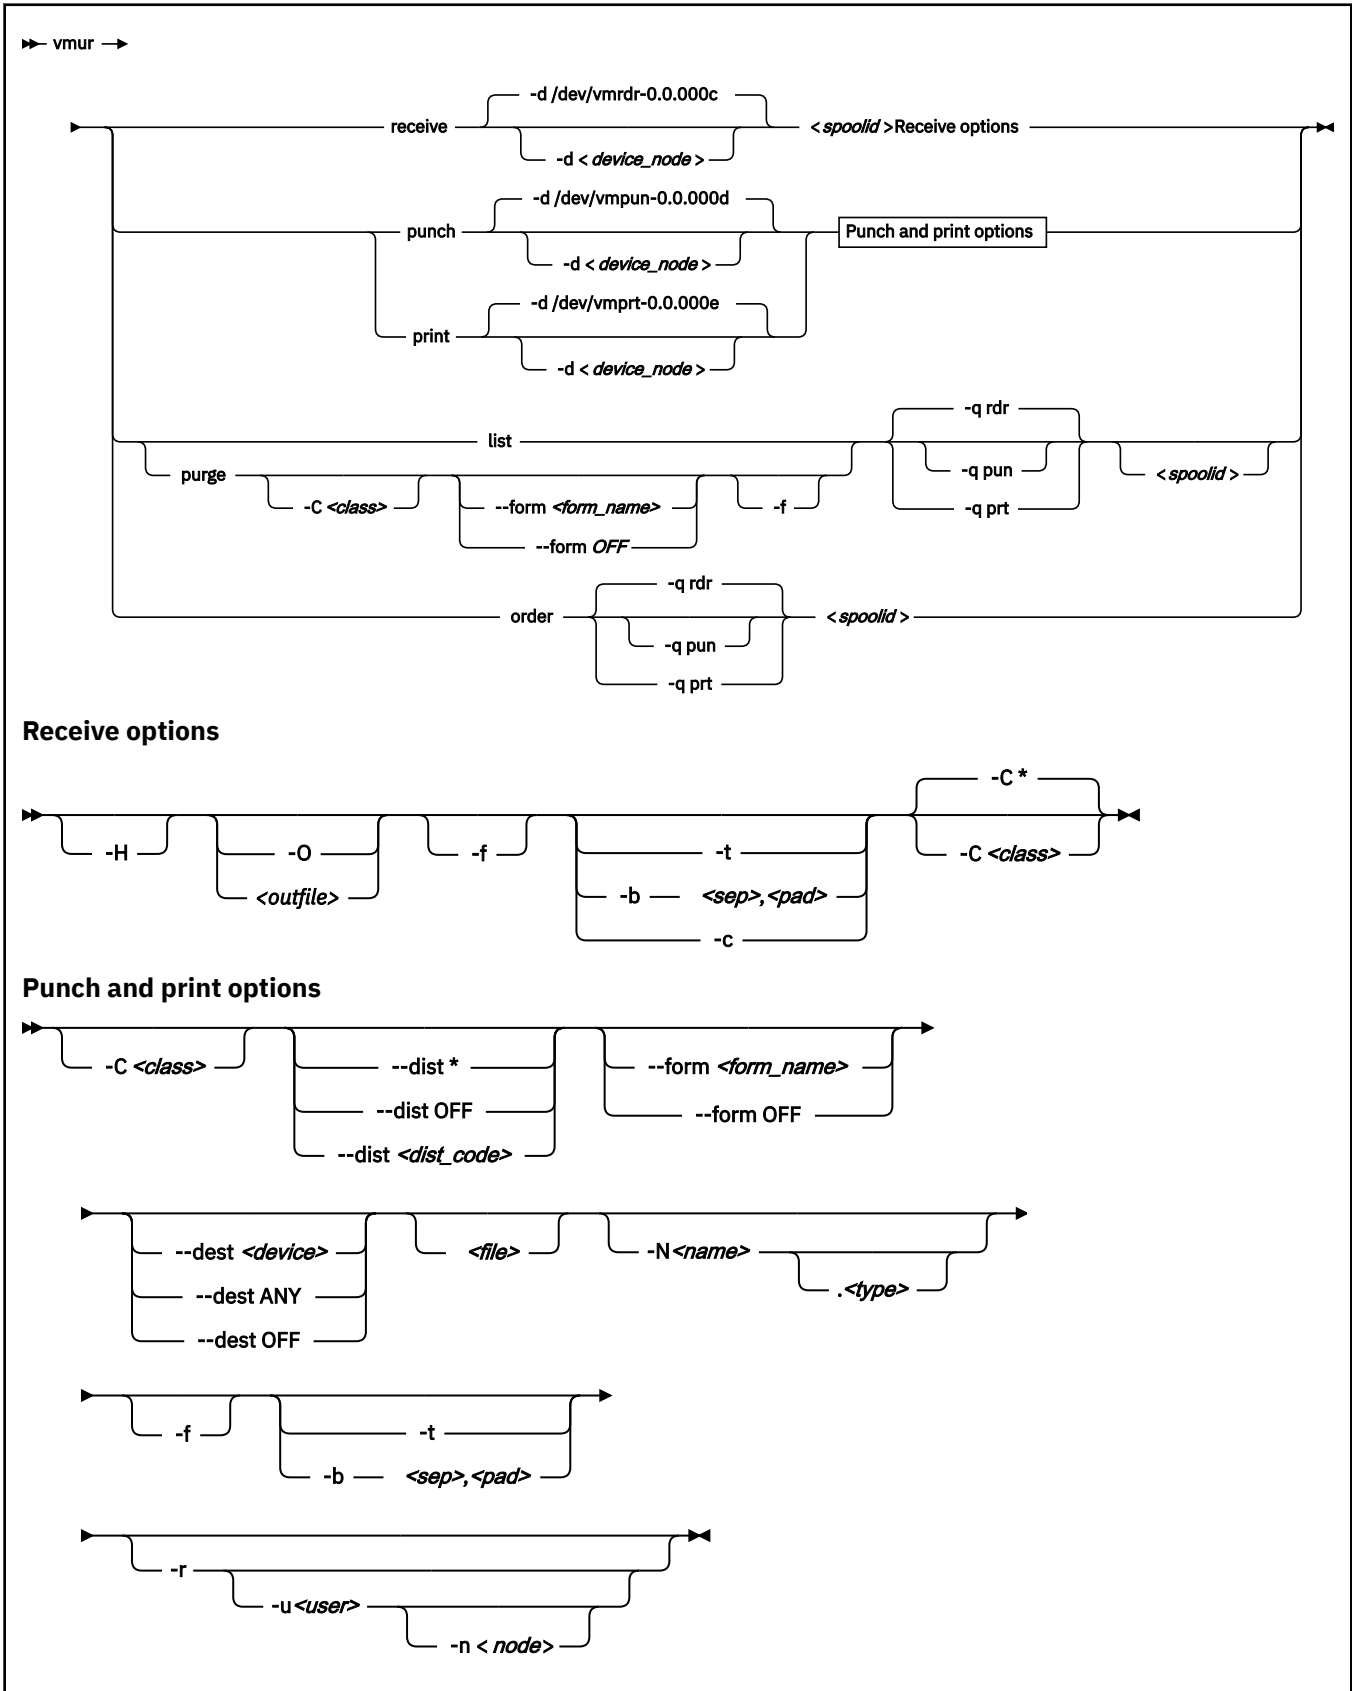 vmur
-d /dev/vmrdr-0.0.000c
receive
<spoolid>Receive options
-d <device_node>
-d /dev/vmpun-0.0.000d
punch
Punch and print options
-d <device_node>
-d /dev/vmprt-0.0.000e
print
-d <device_node>
-q rdr
list
purge
-q pun
<spoolid>
-C <class>
--form <form_name>
-f
-q prt
--form OFF
-q rdr
order
<spoolid>
-q pun
-q prt
Receive options
-C *
-H
-O
-f
-t
-C <class>
<outfile>
-b
<sep>,<pad>
-c
Punch and print options
-C <class>
--dist *
--form <form_name>
--dist OFF
--form OFF
--dist <dist_code>
--dest <device>
<file>
-N<name>
--dest ANY
.<type>
--dest OFF
-f
-t
-b
<sep>,<pad>
-r
-u<user>
-n <node>